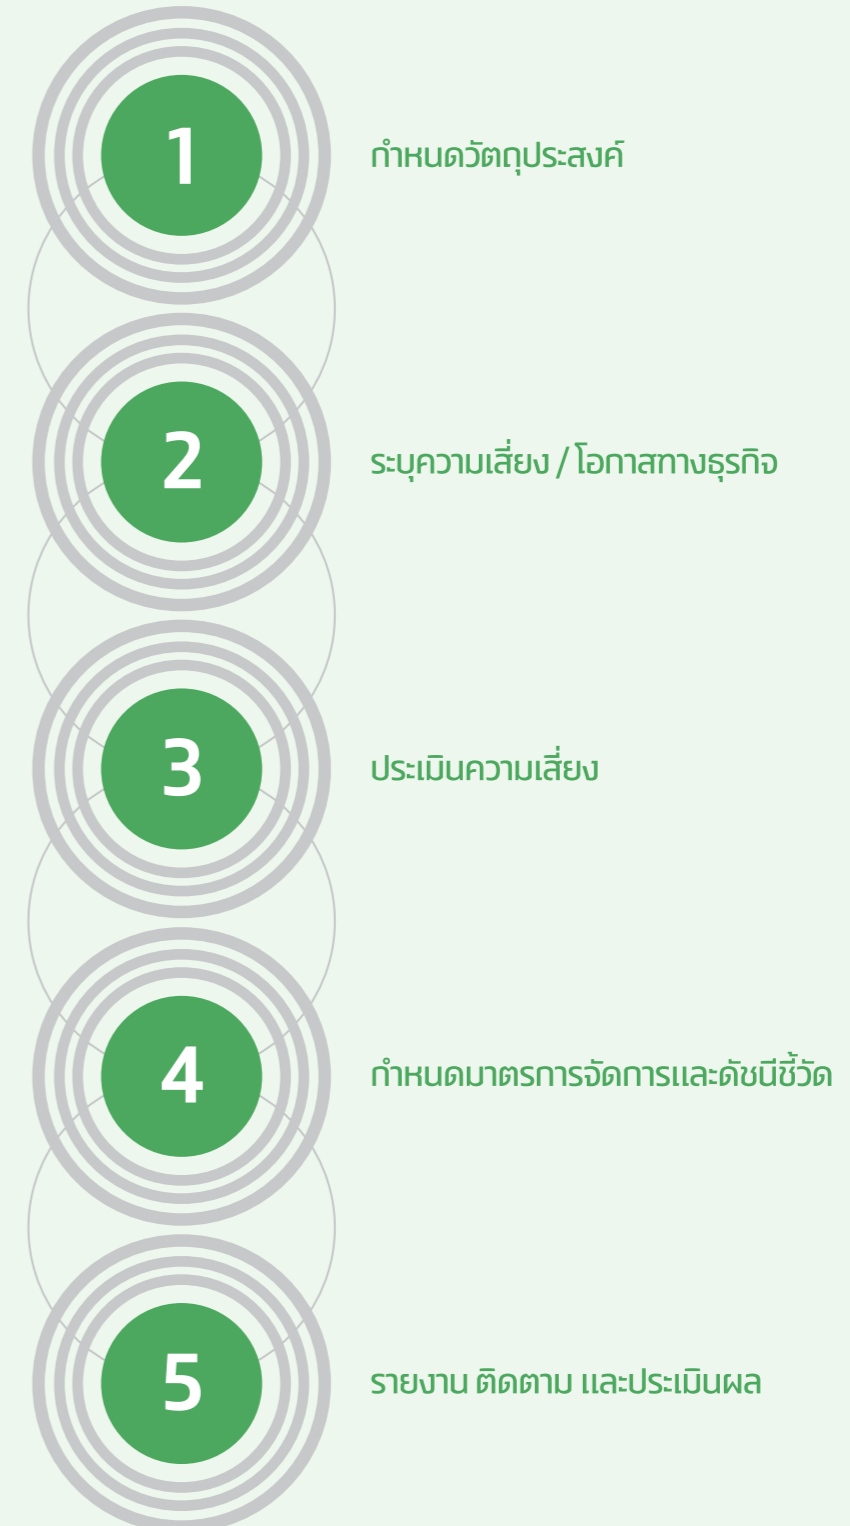 1
กำหนดวัตถุประสงค์
2
ระบุความเสี่ยง / โอกาสทางธุรกิจ
3
ประเมินความเสี่ยง
4
กำหนดมาตรการจัดการและดัชนีชี้วัด
5
รายงาน ติดตาม และประเมินผล